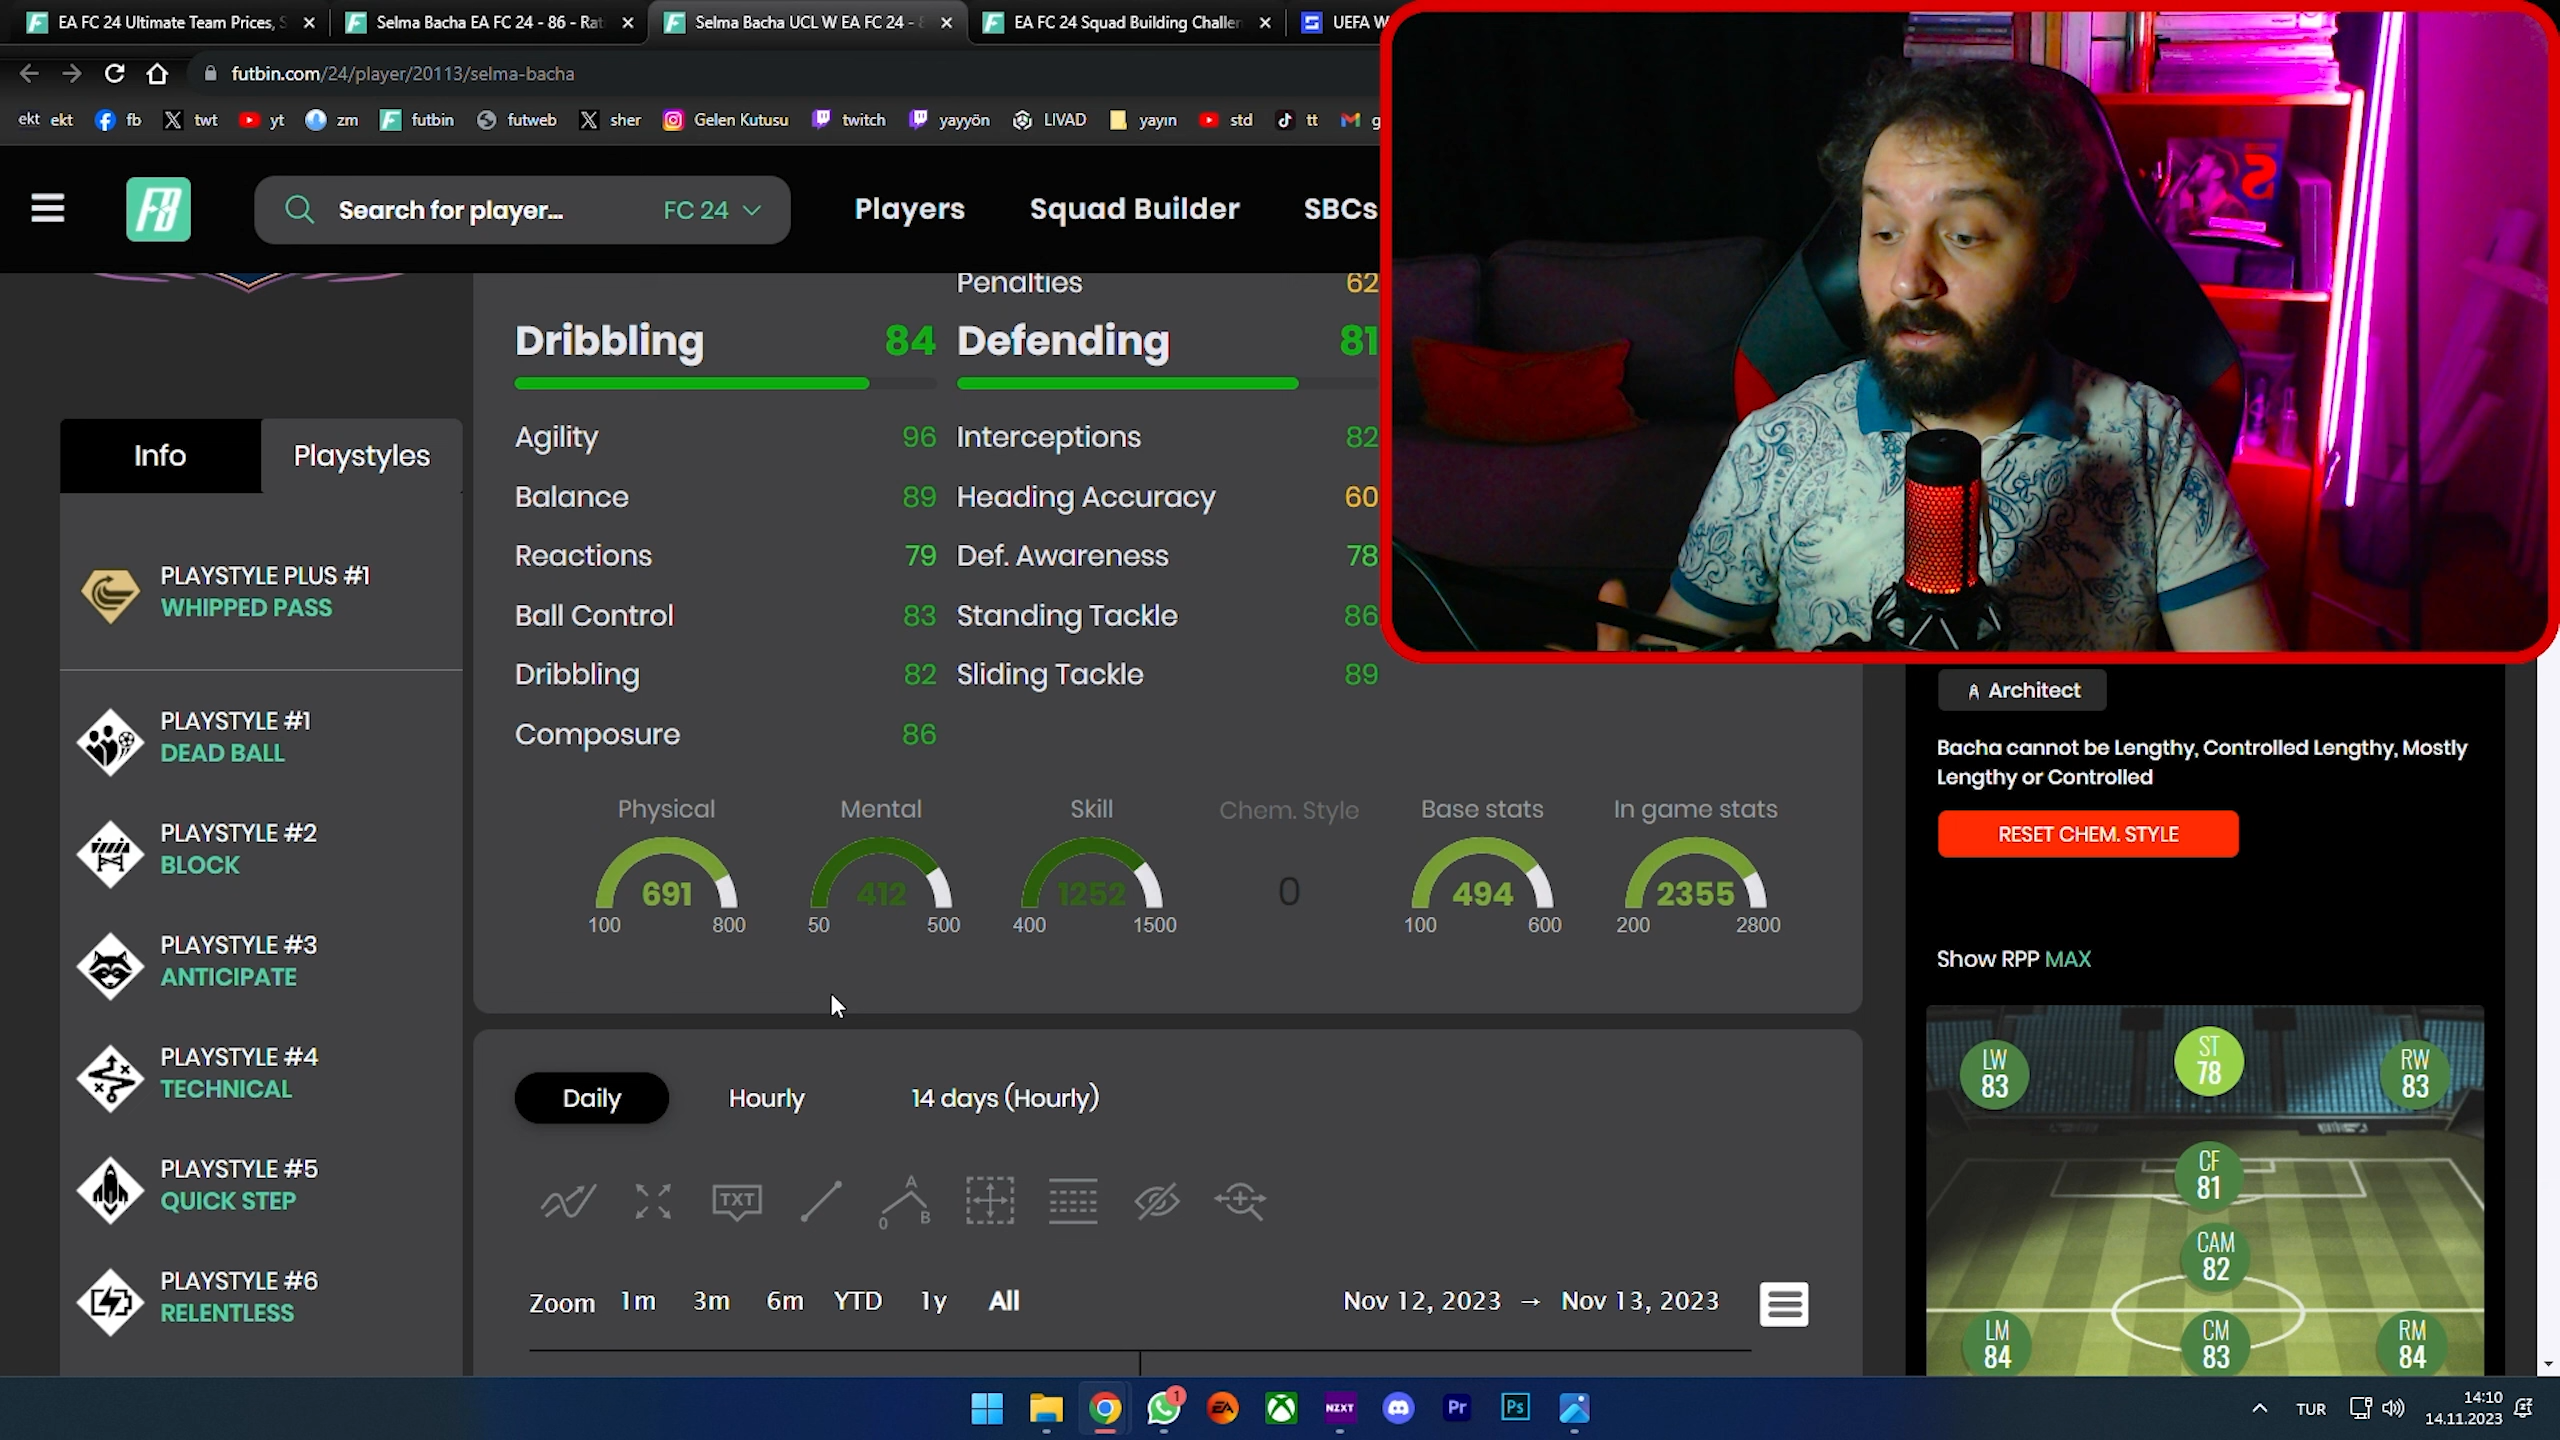 EA FC 24 Ultimate Team Prices, S
Selma Bacha EA FC 24 - 86 - Rat
Selma Bacha UCL W EA FC 24 - 8
EA FC 24 Squad Building Challen
UEFA W
futbin.com/24/player/20113/selma-bacha
ekt ekt fb twt yt zm futbin futweb sher Gelen Kutusu twitch yayyön LIVAD yayın std tt g
Search for player...
FC 24
Players
Squad Builder
SBCs
Penalties 62
Dribbling 84
Defending 81
Agility 96
Interceptions 82
Balance 89
Heading Accuracy 60
Reactions 79
Def. Awareness 78
Ball Control 83
Standing Tackle 86
Dribbling 82
Sliding Tackle 89
Composure 86
Info
Playstyles
PLAYSTYLE PLUS #1
WHIPPED PASS
PLAYSTYLE #1
DEAD BALL
PLAYSTYLE #2
BLOCK
PLAYSTYLE #3
ANTICIPATE
PLAYSTYLE #4
TECHNICAL
PLAYSTYLE #5
QUICK STEP
PLAYSTYLE #6
RELENTLESS
Physical
691
100 800
Mental
412
50 500
Skill
1252
400 1500
Chem. Style
0
Base stats
494
100 600
In game stats
2355
200 2800
Daily
Hourly
14 days (Hourly)
TXT
A
0 B
Zoom 1m 3m 6m YTD 1y All
Nov 12, 2023 → Nov 13, 2023
Architect
Bacha cannot be Lengthy, Controlled Lengthy, Mostly
Lengthy or Controlled
RESET CHEM. STYLE
Show RPP MAX
LW
83
ST
78
RW
83
CF
81
CAM
82
LM
84
CM
83
RM
84
1
EA
NZXT
Pr
Ps
TUR
14:10
14.11.2023